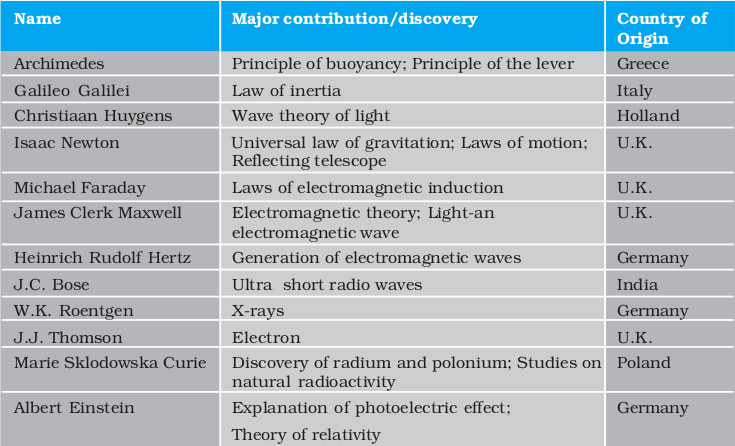 Name Major contribution/discovery Country of
Origin
Archimedes Principle of buoyancy; Principle of the lever Greece
Galileo Galilei Law of inertia Italy
Christiaan Huygens Wave theory of light Holland
Isaac Newton Universal law of gravitation; Laws of motion; U.K.
Reflecting telescope
Michael Faraday Laws of electromagnetic induction U.K.
James Clerk Maxwell Electromagnetic theory; Light-an U.K.
electromagnetic wave
Heinrich Rudolf Hertz Generation of electromagnetic waves Germany
J.C. Bose Ultra short radio waves India
W.K. Roentgen X-rays Germany
J.J. Thomson Electron U.K.
Marie Sklodowska Curie Discovery of radium and polonium; Studies on Poland
natural radioactivity
Albert Einstein Explanation of photoelectric effect; Germany
Theory of relativity